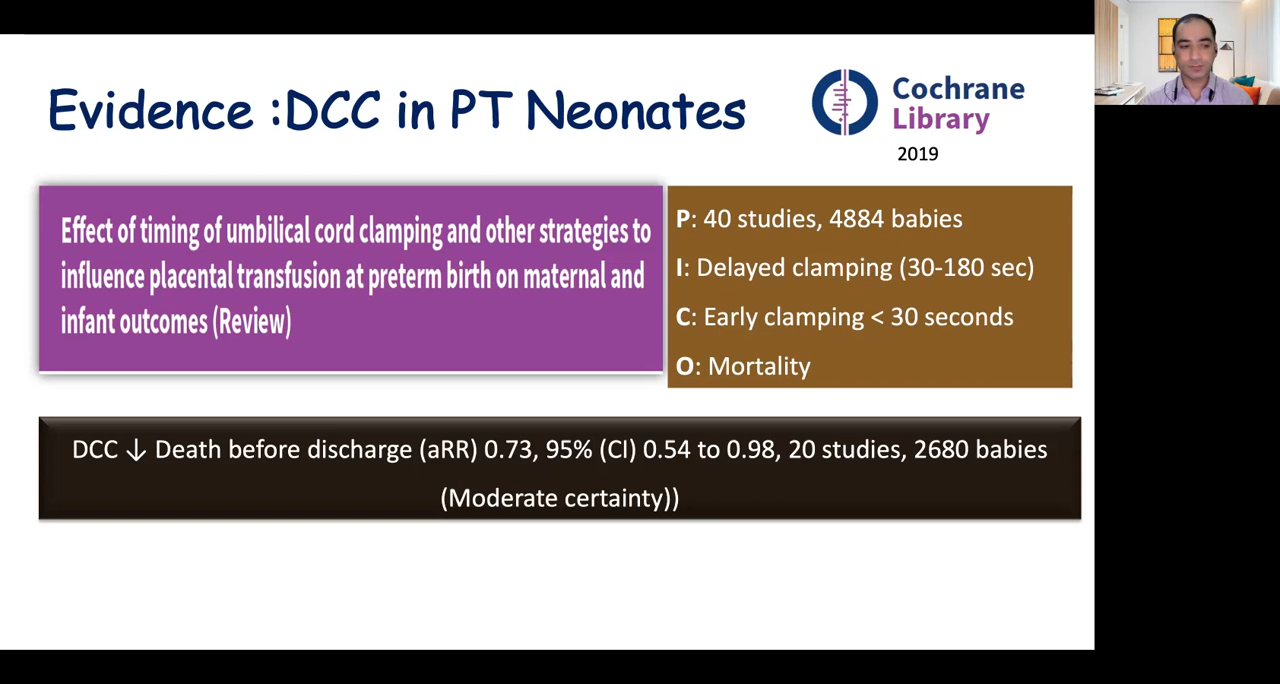 Evidence :DCC in PT Neonates
Cochrane
Library
2019
Effect of timing of umbilical cord clamping and other strategies to
influence placental transfusion at preterm birth on maternal and
infant outcomes (Review)
P: 40 studies, 4884 babies
I: Delayed clamping (30-180 sec)
C: Early clamping < 30 seconds
O: Mortality
DCC ↓ Death before discharge (aRR) 0.73, 95% (CI) 0.54 to 0.98, 20 studies, 2680 babies
(Moderate certainty))